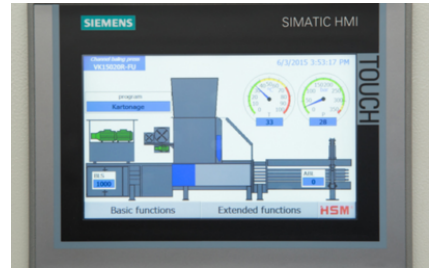 SIEMENS
SIMATIC HMI
TOUCH
Channel baling press
VK15020R-FU
6/3/2015 3:53:17 PM
program
Kartonage
33
28
1000
0
Basic functions
Extended functions
HSM